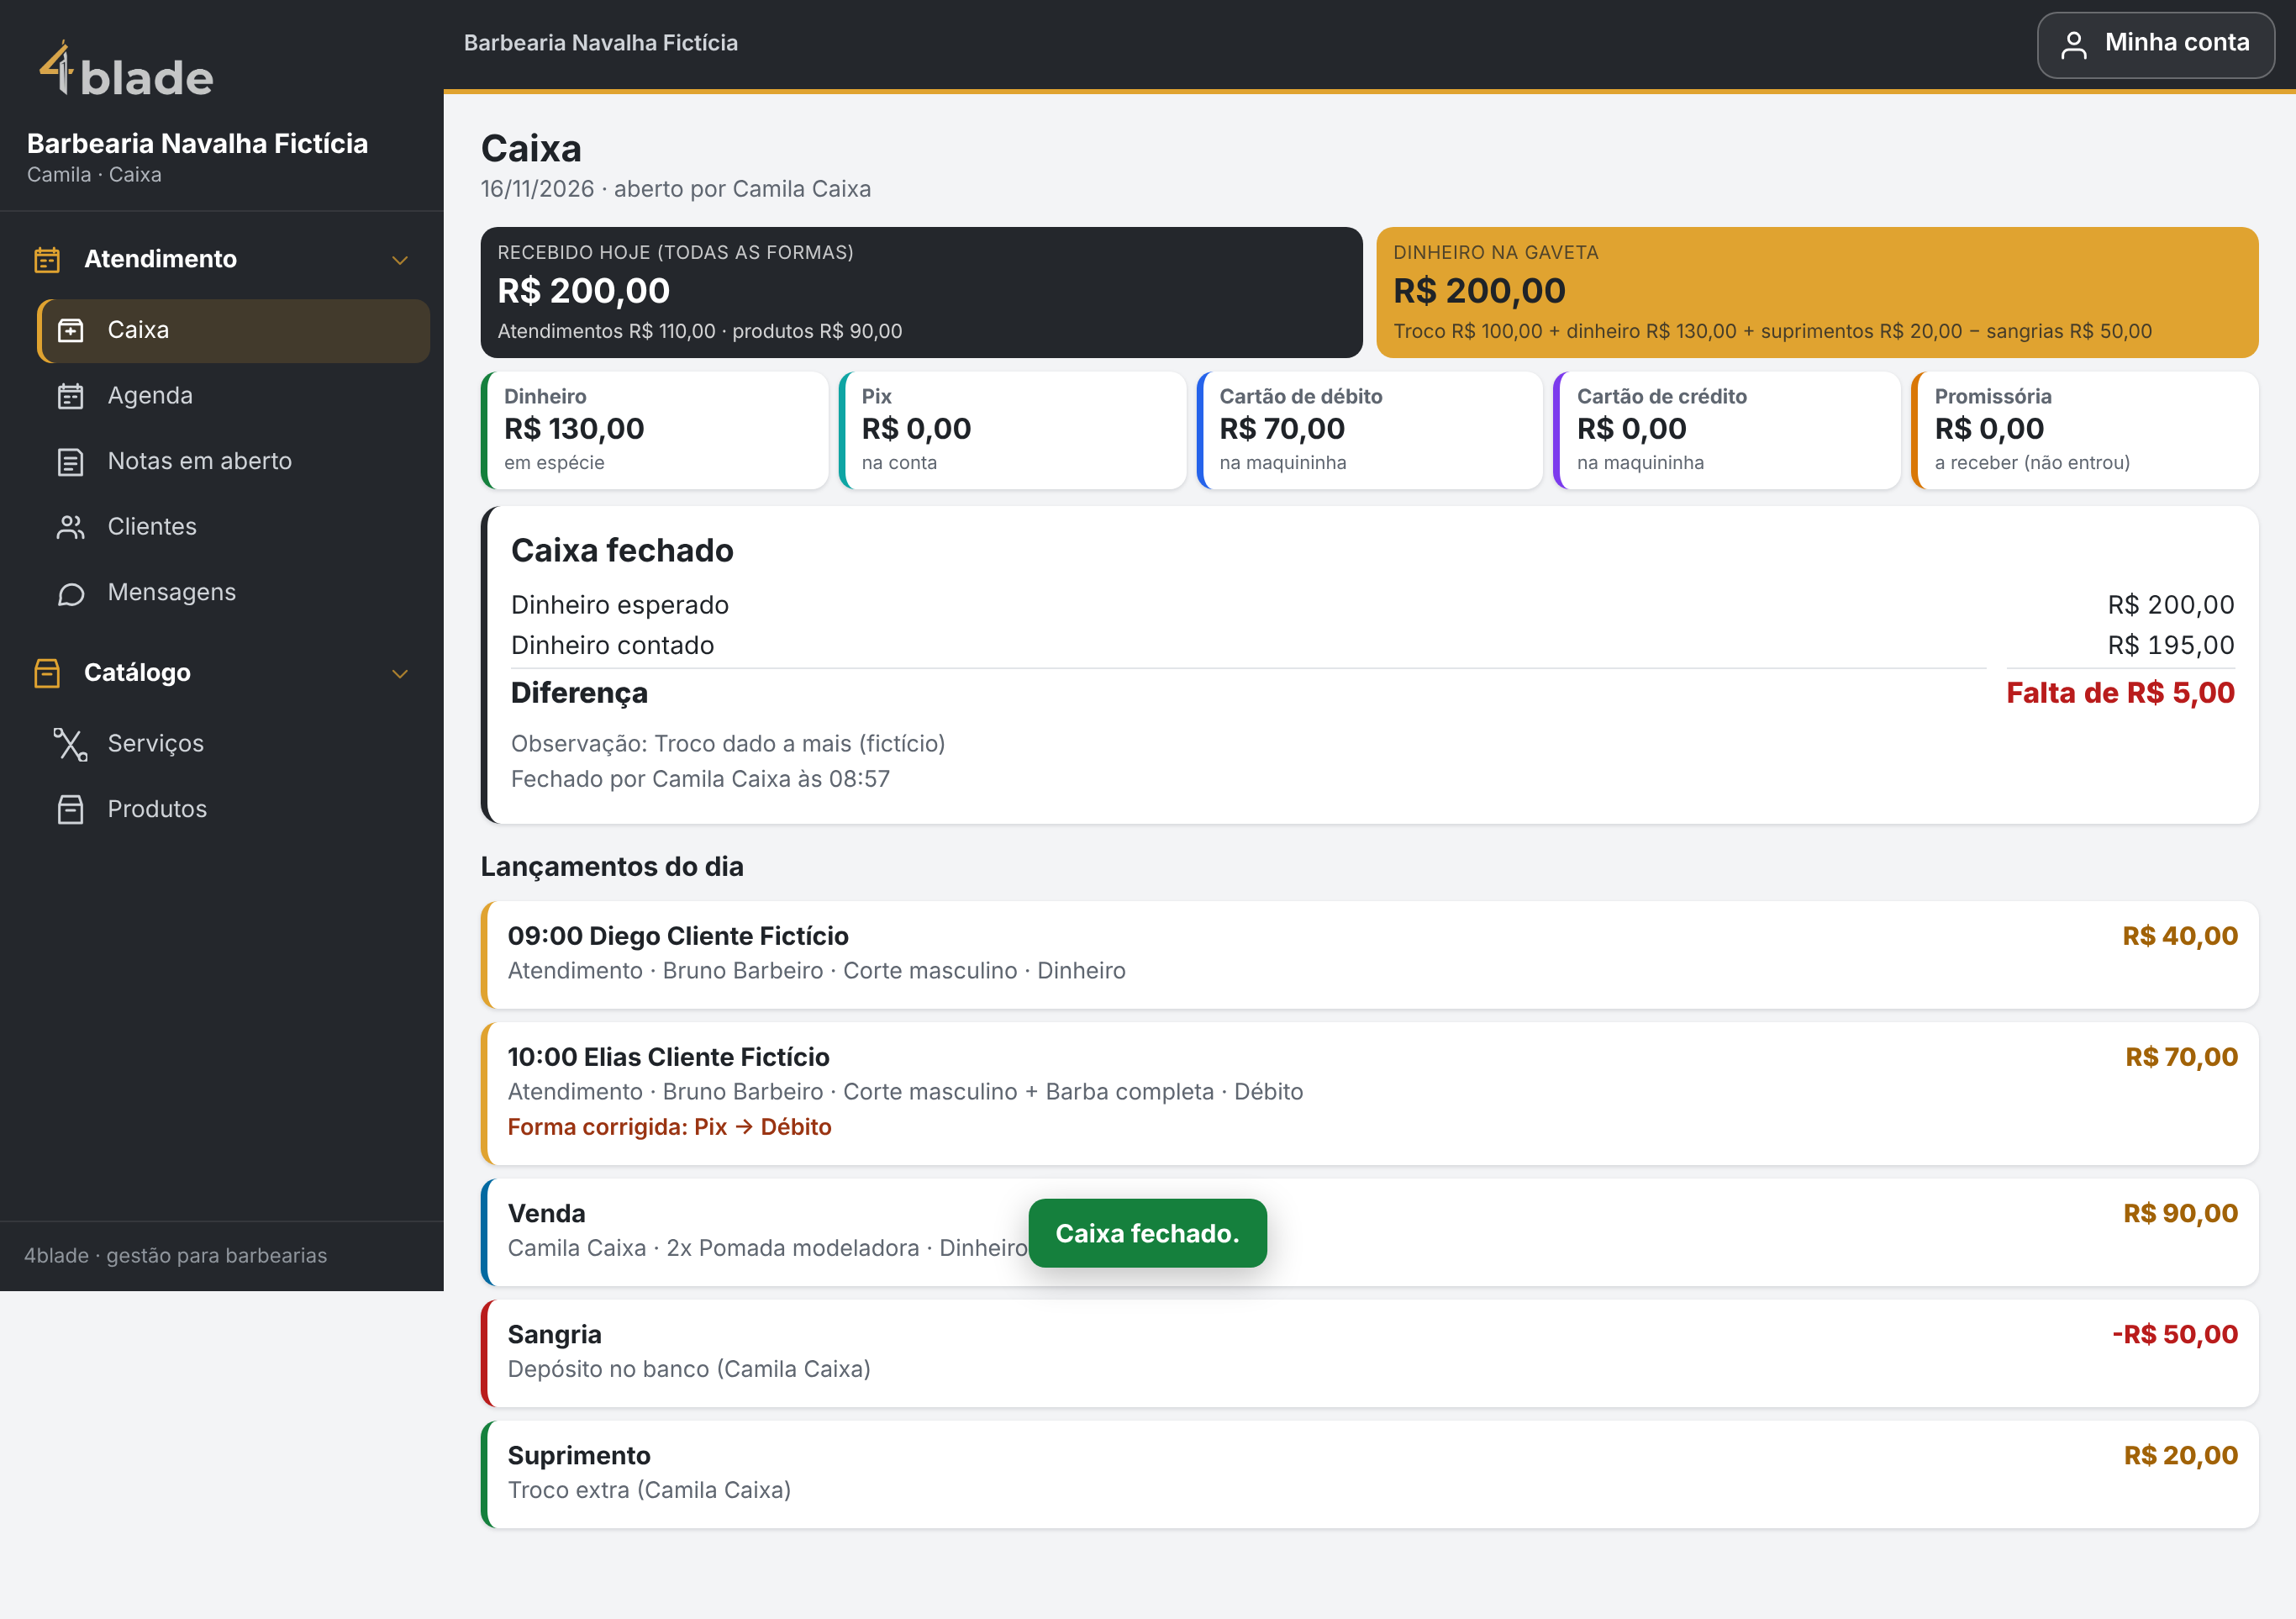 4blade
Barbearia Navalha Fictícia
Camila · Caixa
Atendimento
Caixa
Agenda
Notas em aberto
Clientes
Mensagens
Catálogo
Serviços
Produtos
4blade · gestão para barbearias
Barbearia Navalha Fictícia
Minha conta
Caixa
16/11/2026 · aberto por Camila Caixa
RECEBIDO HOJE (TODAS AS FORMAS)
R$ 200,00
Atendimentos R$ 110,00 · produtos R$ 90,00
DINHEIRO NA GAVETA
R$ 200,00
Troco R$ 100,00 + dinheiro R$ 130,00 + suprimentos R$ 20,00 − sangrias R$ 50,00
Dinheiro
R$ 130,00
em espécie
Pix
R$ 0,00
na conta
Cartão de débito
R$ 70,00
na maquininha
Cartão de crédito
R$ 0,00
na maquininha
Promissória
R$ 0,00
a receber (não entrou)
Caixa fechado
Dinheiro esperado R$ 200,00
Dinheiro contado R$ 195,00
Diferença Falta de R$ 5,00
Observação: Troco dado a mais (fictício)
Fechado por Camila Caixa às 08:57
Lançamentos do dia
09:00 Diego Cliente Fictício R$ 40,00
Atendimento · Bruno Barbeiro · Corte masculino · Dinheiro
10:00 Elias Cliente Fictício R$ 70,00
Atendimento · Bruno Barbeiro · Corte masculino + Barba completa · Débito
Forma corrigida: Pix → Débito
Venda R$ 90,00
Camila Caixa · 2x Pomada modeladora · Dinheiro
Caixa fechado.
Sangria -R$ 50,00
Depósito no banco (Camila Caixa)
Suprimento R$ 20,00
Troco extra (Camila Caixa)